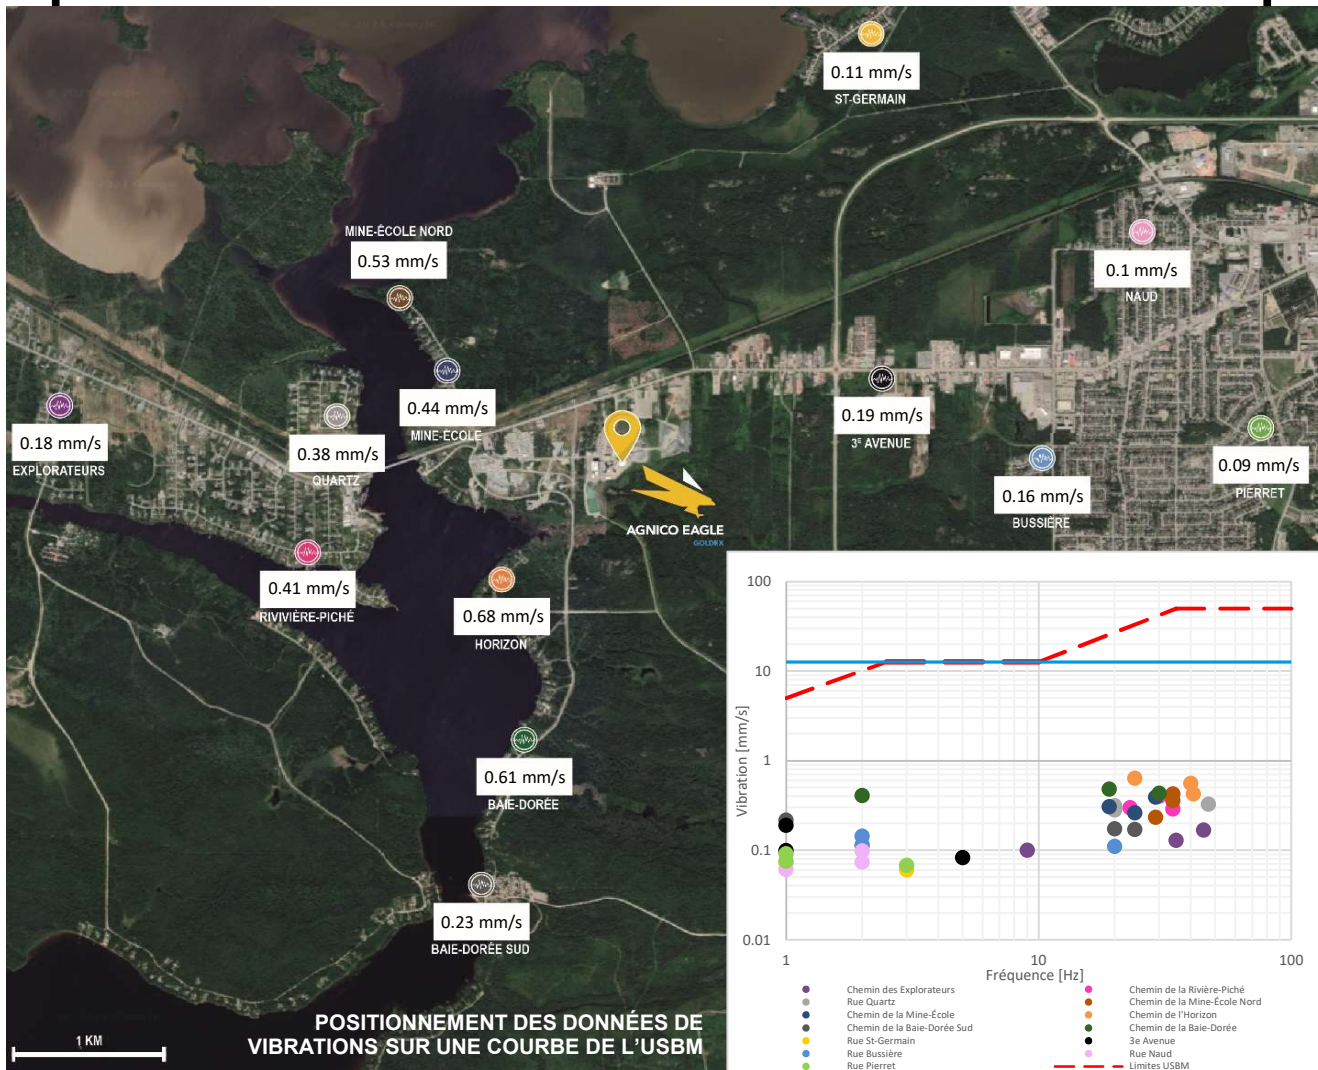 0.11 mm/s
ST-GERMAIN
MINE-ÉCOLE NORD
0.53 mm/s
0.1 mm/s
NAUD
0.44 mm/s
MINE-ÉCOLE
0.18 mm/s
EXPLORATEURS
0.38 mm/s
QUARTZ
0.19 mm/s
3E AVENUE
0.09 mm/s
PIERRET
0.16 mm/s
BUSSIÈRE
AGNICO EAGLE
GOLDEX
0.41 mm/s
RIVIVIÈRE-PICHÉ
0.68 mm/s
HORIZON
0.61 mm/s
BAIE-DORÉE
0.23 mm/s
BAIE-DORÉE SUD
POSITIONNEMENT DES DONNÉES DE
VIBRATIONS SUR UNE COURBE DE L'USBM
1 KM
100
10
1
0.1
0.01
Vibration [mm/s]
1
10
100
Fréquence [Hz]
Chemin des Explorateurs
Chemin de la Rivière-Piché
Rue Quartz
Chemin de la Mine-École Nord
Chemin de la Mine-École
Chemin de l'Horizon
Chemin de la Baie-Dorée Sud
Chemin de la Baie-Dorée
Rue St-Germain
3e Avenue
Rue Bussière
Rue Naud
Rue Pierret
Limites USBM